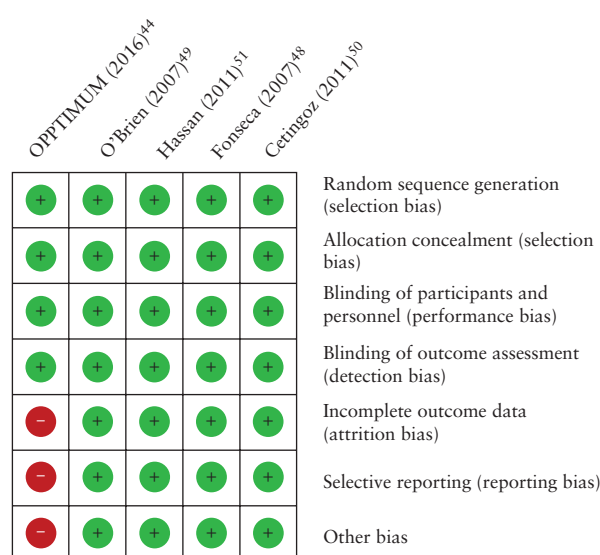 OPPTIMUM (2016)44
O'Brien (2007)49
Hassan (2011)51
Fonseca (2007)48
Cetingoz (2011)50
+ + + + +
Random sequence generation
(selection bias)
+ + + + +
Allocation concealment (selection
bias)
+ + + + +
Blinding of participants and
personnel (performance bias)
+ + + + +
Blinding of outcome assessment
(detection bias)
− + + + +
Incomplete outcome data
(attrition bias)
− + + + +
Selective reporting (reporting bias)
− + + + +
Other bias